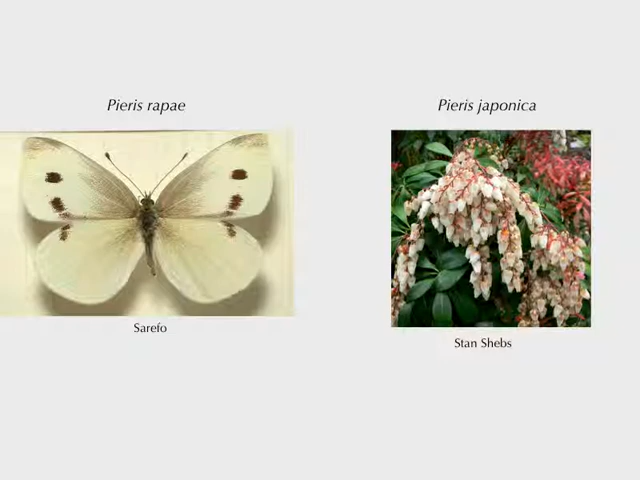 Pieris rapae
Pieris japonica
Sarefo
Stan Shebs